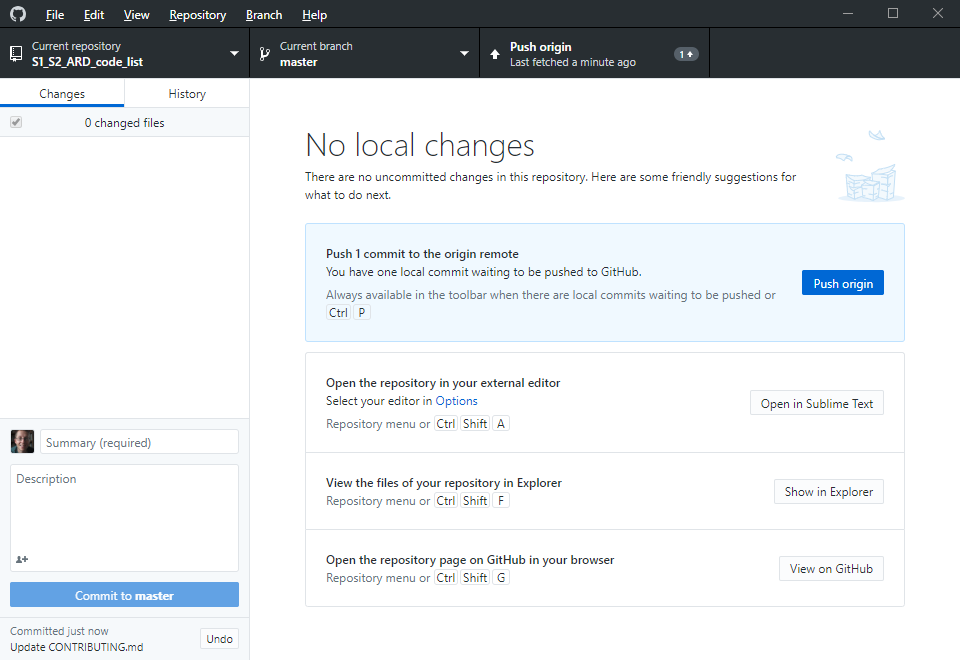 File Edit View Repository Branch Help
Current repository
S1_S2_ARD_code_list
Current branch
master
Push origin
Last fetched a minute ago
1
Changes History
0 changed files
No local changes
There are no uncommitted changes in this repository. Here are some friendly suggestions for
what to do next.
Push 1 commit to the origin remote
You have one local commit waiting to be pushed to GitHub.
Always available in the toolbar when there are local commits waiting to be pushed or
Ctrl P
Push origin
Open the repository in your external editor
Select your editor in Options
Repository menu or Ctrl Shift A
Open in Sublime Text
View the files of your repository in Explorer
Repository menu or Ctrl Shift F
Show in Explorer
Open the repository page on GitHub in your browser
Repository menu or Ctrl Shift G
View on GitHub
Summary (required)
Description
Commit to master
Committed just now
Update CONTRIBUTING.md
Undo